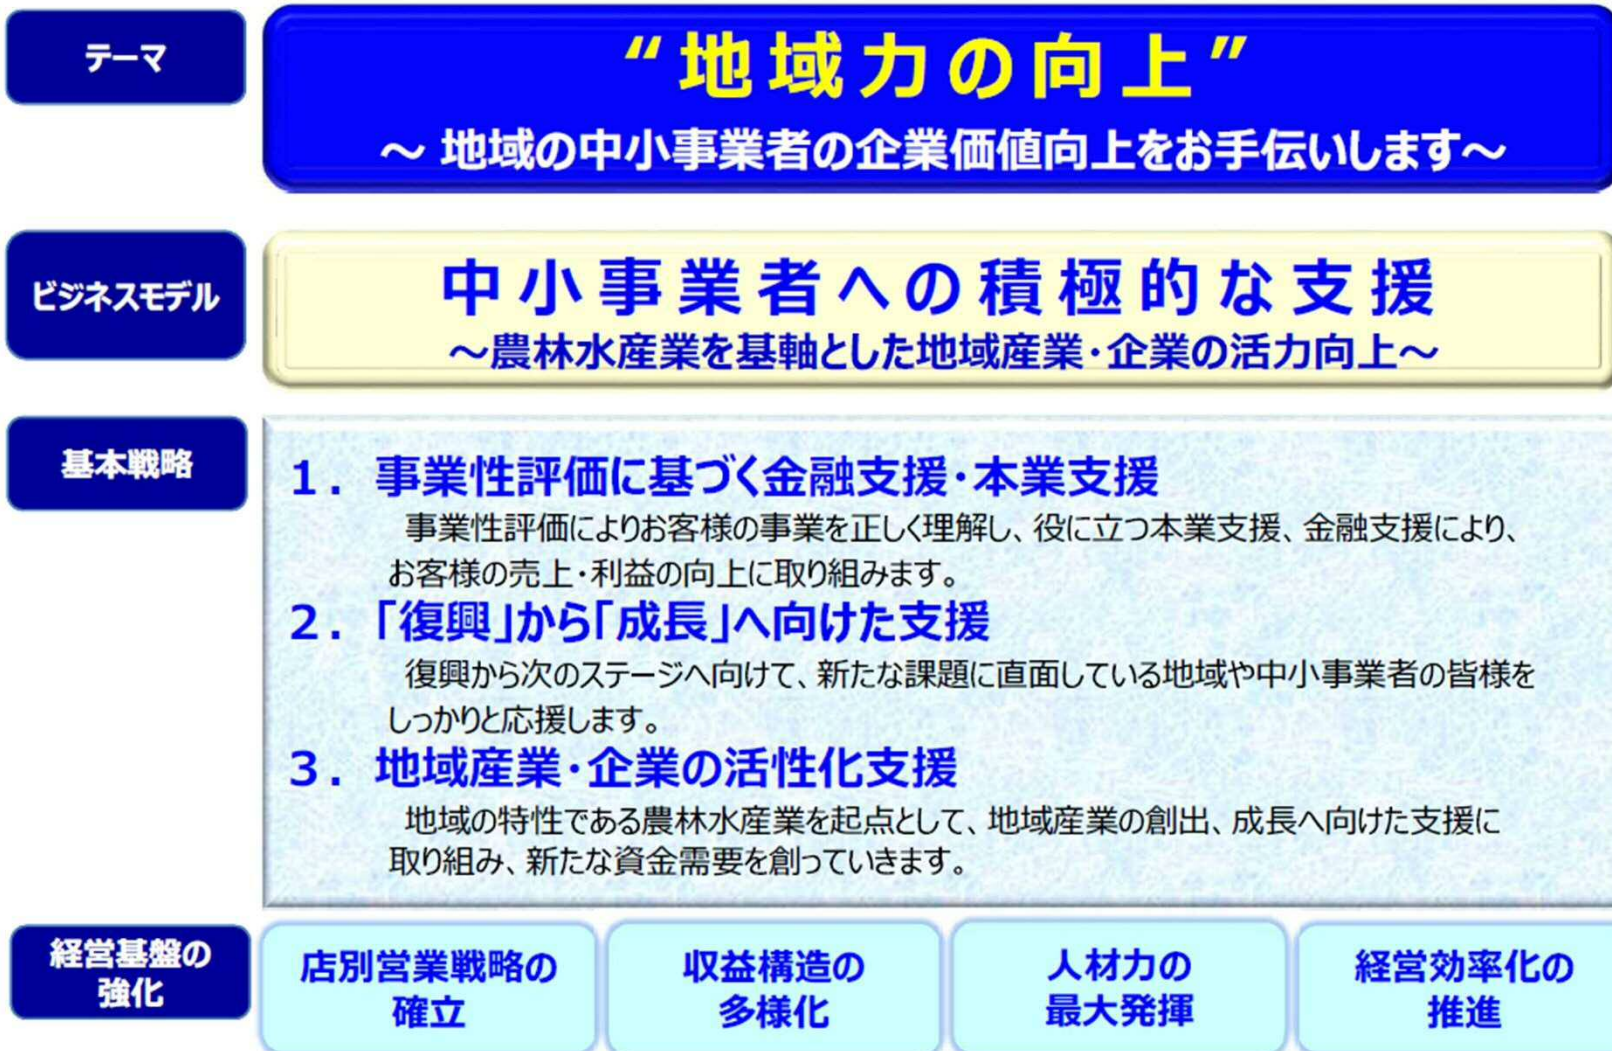 テーマ
“地域力の向上”
～ 地域の中小事業者の企業価値向上をお手伝いします～
ビジネスモデル
中小事業者への積極的な支援
～農林水産業を基軸とした地域産業・企業の活力向上～
基本戦略
１． 事業性評価に基づく金融支援・本業支援
事業性評価によりお客様の事業を正しく理解し、役に立つ本業支援、金融支援により、
お客様の売上・利益の向上に取り組みます。
２． 「復興」から「成長」へ向けた支援
復興から次のステージへ向けて、新たな課題に直面している地域や中小事業者の皆様を
しっかりと応援します。
３． 地域産業・企業の活性化支援
地域の特性である農林水産業を起点として、地域産業の創出、成長へ向けた支援に
取り組み、新たな資金需要を創っていきます。
経営基盤の
強化
店別営業戦略の
確立
収益構造の
多様化
人材力の
最大発揮
経営効率化の
推進